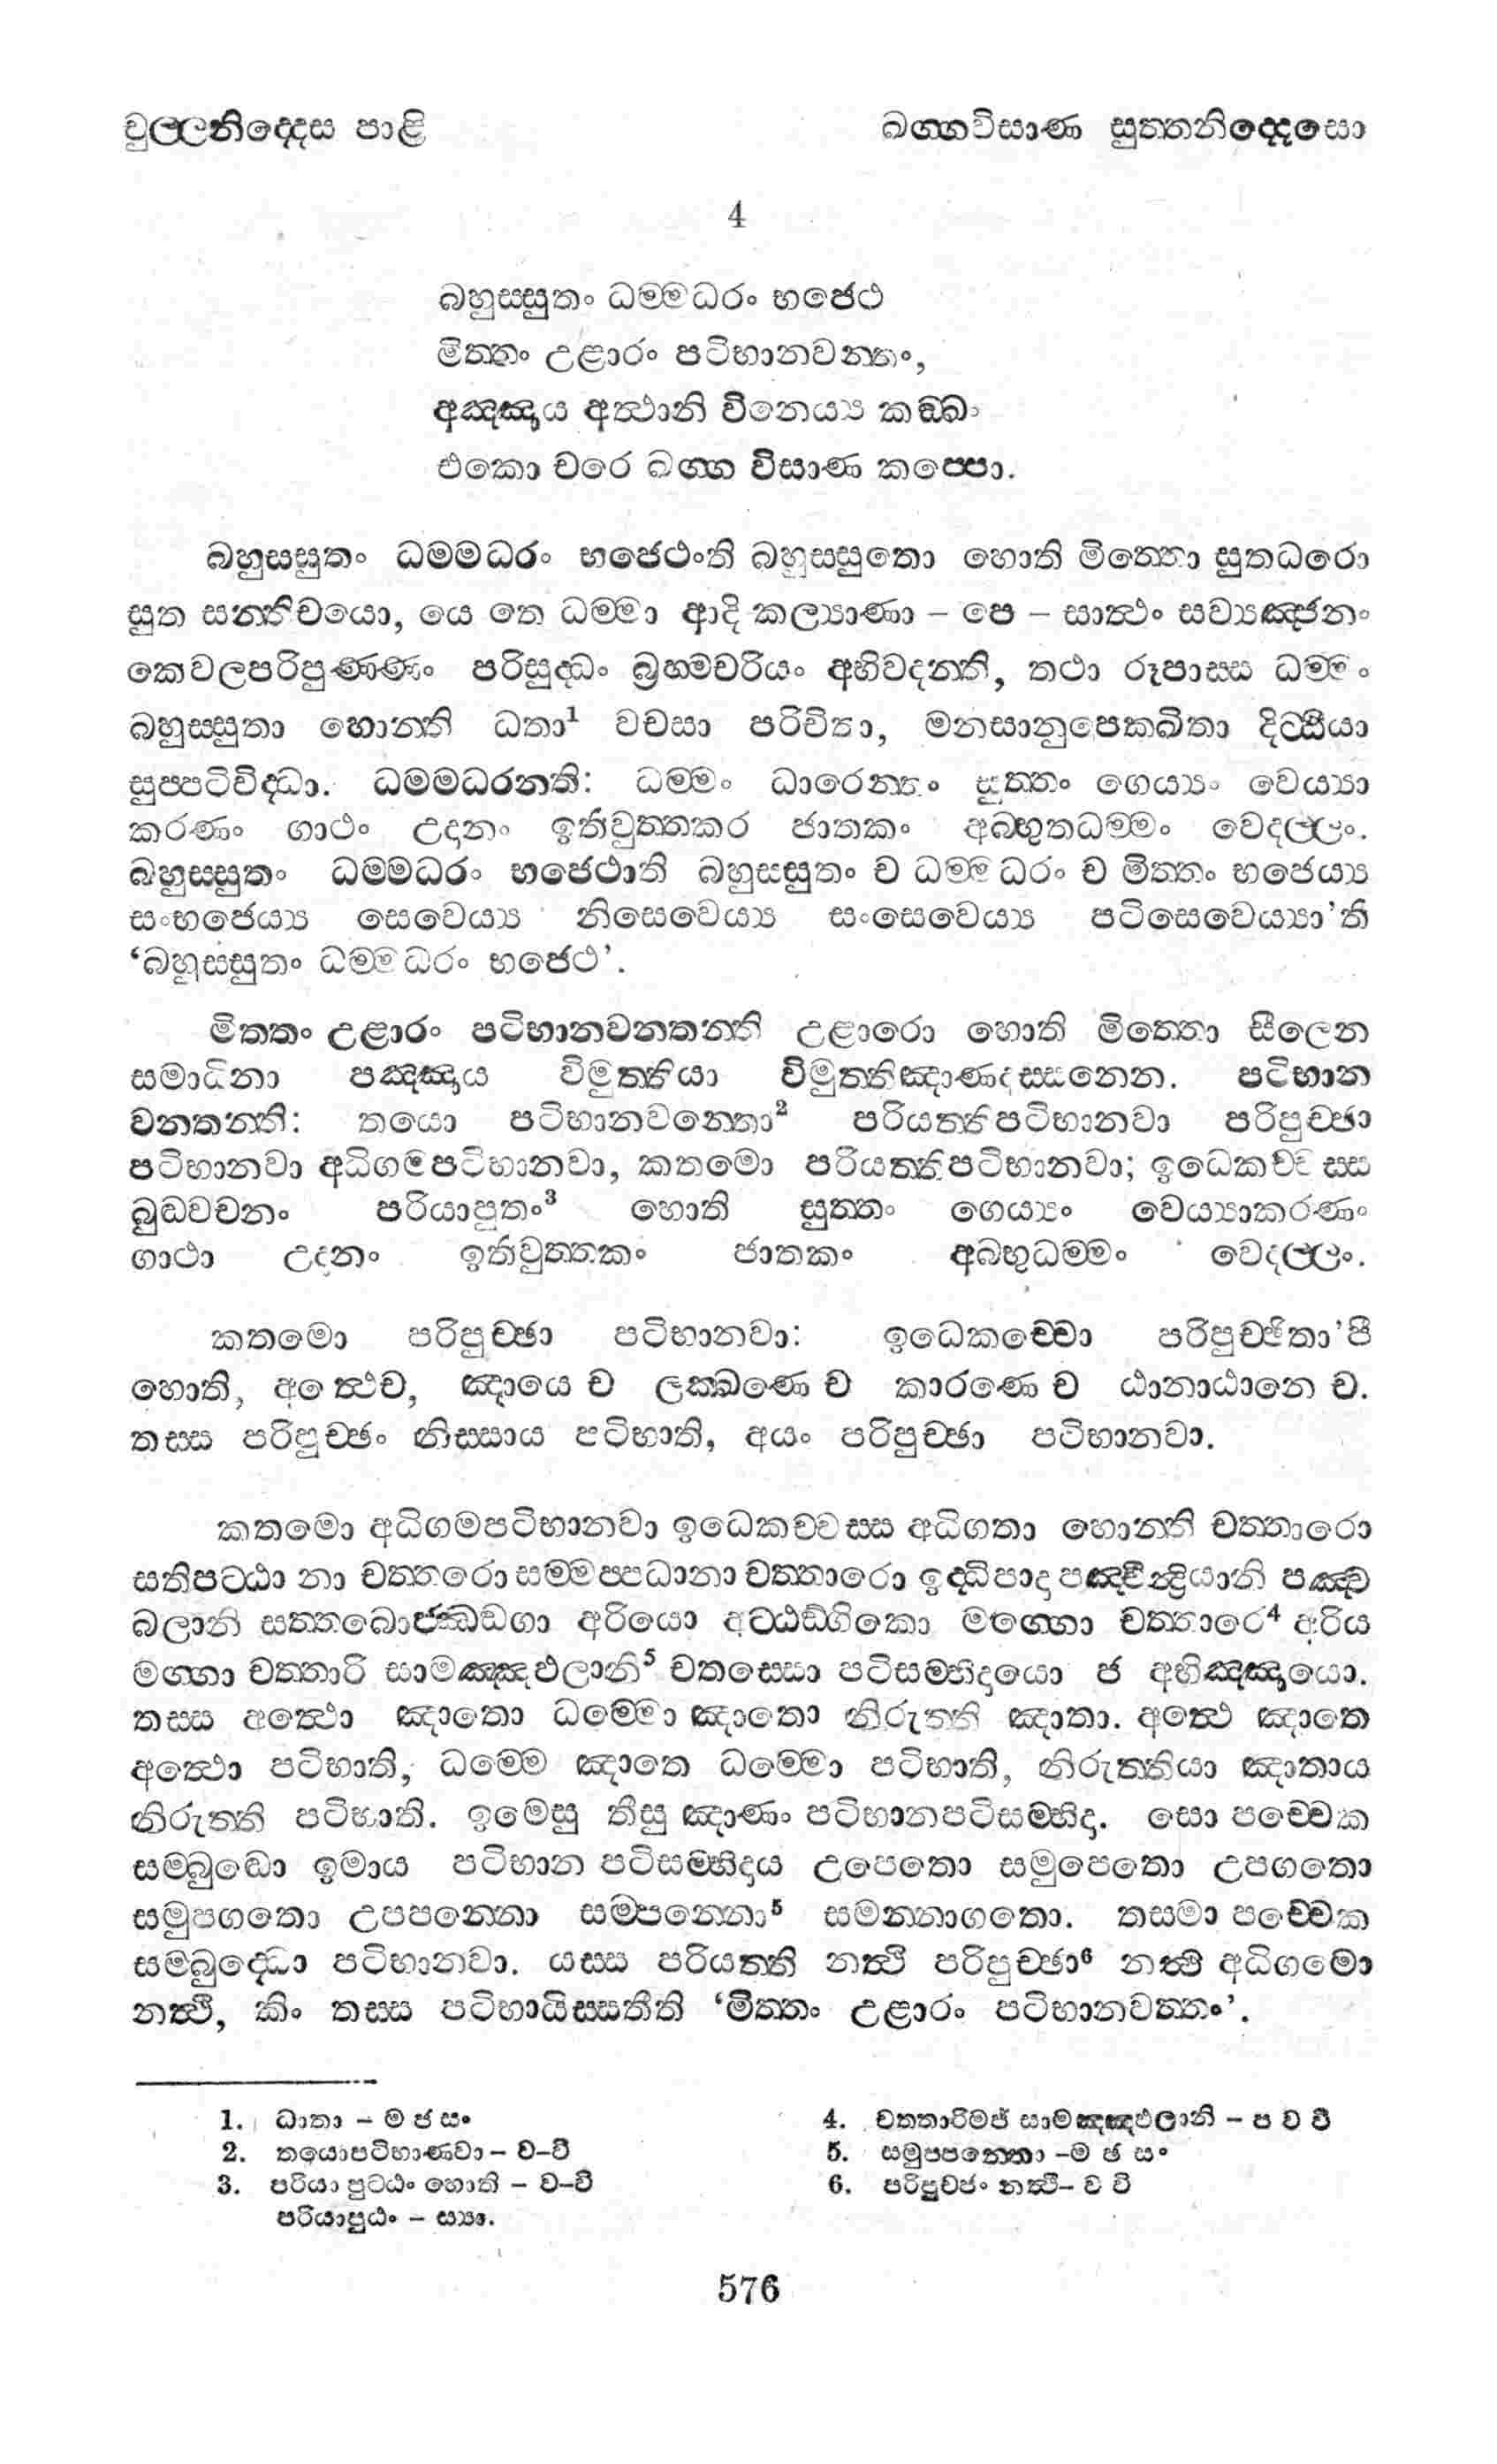 චුල්ලනිද්දෙස පාළි
ඛග්ගවිසාණ සුත්තනිද්දෙසො
4
බහුස්සුතං ධම්මධරං භජෙථ
මිත්තං උළාරං පටිභානවන්තං,
අඤ්ඤාය අත්ථානි විනෙය්‍ය කඞ්ඛං
එකො චරෙ ඛග්ග විසාණ කප්පො.
බහුස්සුතං ධම්මධරං භජෙථංති බහුස්සුතො හොති මිත්තො සුතධරො
සුත සන්නිචයො, යෙ තෙ ධම්මා ආදි කල්‍යාණා – පෙ – සාත්ථං සව්‍යඤ්ජනං
කෙවලපරිපුණ්ණං පරිසුද්ධං බ්‍රහ්මචරියං අභිවදන්ති, තථා රූපාස්ස ධම්මං
බහුස්සුතා හොන්ති ධතා¹ වචසා පරිචිතා, මනසානුපෙක්ඛිතා දිට්ඨියා
සුප්පටිවිද්ධා. ධම්මධරන්ති: ධම්මං ධාරෙන්තං සුත්තං ගෙය්‍යං වෙය්‍යා
කරණං ගාථං උදානං ඉතිවුත්තකර ජාතකං අබ්භුතධම්මං වෙදල්ලං.
බහුස්සුතං ධම්මධරං භජෙථාති බහුස්සුතං ච ධම්මධරං ච මිත්තං භජෙය්‍ය
සංභජෙය්‍ය සෙවෙය්‍ය නිසෙවෙය්‍ය සංසෙවෙය්‍ය පටිසෙවෙය්‍යා'ති
‘බහුස්සුතං ධම්මධරං භජෙථ’.
මිත්තං උළාරං පටිභානවන්තන්ති උළාරො හොති මිත්තො සීලෙන
සමාධිනා පඤ්ඤාය විමුත්තියා විමුත්තිඤාණදස්සනෙන. පටිභාන
වන්තන්ති: තයො පටිභානවන්තො² පරියත්තිපටිභානවා පරිපුච්ඡා
පටිභානවා අධිගමපටිභානවා, කතමො පරියත්තිපටිභානවා; ඉධෙකච්චස්ස
බුද්ධවචනං පරියාපුතං³ හොති සුත්තං ගෙය්‍යං වෙය්‍යාකරණං
ගාථා උදනං ඉතිවුත්තකං ජාතකං අබ්භුධම්මං වෙදල්ලං.
කතමො පරිපුච්ඡා පටිභානවා: ඉධෙකච්චො පරිපුච්ඡිතා'පි
හොති, අත්ථෙච, ඤායෙ ච ලක්ඛණෙ ච කාරණෙ ච ඨානාඨානෙ ච.
තස්ස පරිපුච්ඡං නිස්සාය පටිභාති, අයං පරිපුච්ඡා පටිභානවා.
කතමො අධිගමපටිභානවා ඉධෙකච්චස්ස අධිගතා හොන්ති චත්තාරො
සතිපට්ඨා නා චත්තරො සම්මප්පධානා චත්තාරො ඉද්ධිපාදා පඤ්චින්ද්‍රියානි පඤ්ච
බලානි සත්තබොජ්ඣඞ්ගා අරියො අට්ඨඞ්ගිකො මග්ගො චත්තාරෙ⁴ අරිය
මග්ගා චත්තාරි සාමඤ්ඤඵලානි⁵ චතස්සො පටිසම්භිදායො ජ අභිඤ්ඤායො.
තස්ස අත්ථො ඤාතො ධම්මො ඤාතො නිරුත්ති ඤාතා. අත්ථෙ ඤාතෙ
අත්ථො පටිභාති, ධම්මෙ ඤාතෙ ධම්මො පටිභාති, නිරුත්තියා ඤාතාය
නිරුත්ති පටිභාති. ඉමෙසු තීසු ඤාණං පටිභානපටිසම්භිදා. සො පච්චෙක
සම්බුද්ධො ඉමාය පටිභාන පටිසම්භිදාය උපෙතො සමුපෙතො උපගතො
සමුපගතො උපපන්නො සම්පන්නො⁵ සමන්නාගතො. තස්මා පච්චෙක
සම්බුද්ධො පටිභානවා. යස්ස පරියත්ති නත්ථි පරිපුච්ඡා⁶ නත්ථි අධිගමො
නත්ථි, කිං තස්ස පටිභායිස්සතීති ‘මිත්තං උළාරං පටිභානවත්තං’.
1. ධාතා – ම ජ සං
2. තයොපටිභාණවා – ව–වි
3. පරියා පුට්ඨං හොති – ව–වි
පරියාපුඨං – ස්‍යා.
4. චත්තාරිමජ් සාමඤ්ඤඵලානි – ප ව වි
5. සමුප්පන්නො –ම ඡ සං
6. පරිපුච්ජං නත්ථි– ව වි
576